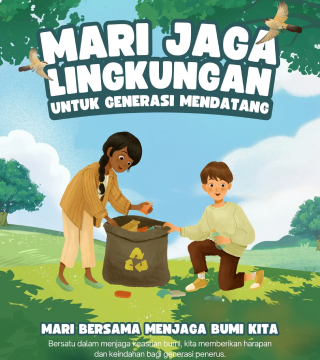 MARI JAGA
LINGKUNGAN
UNTUK GENERASI MENDATANG
MARI BERSAMA MENJAGA BUMI KITA
Bersatu dalam menjaga keasrian bumi, kita memberikan harapan
dan keindahan bagi generasi penerus.